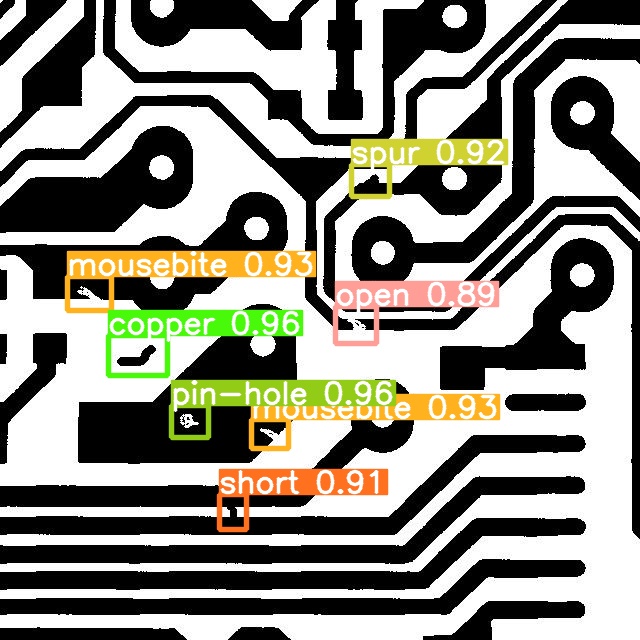 spur 0.92
mousebite 0.93
open 0.89
copper 0.96
pin-hole 0.96
mousebite 0.93
short 0.91